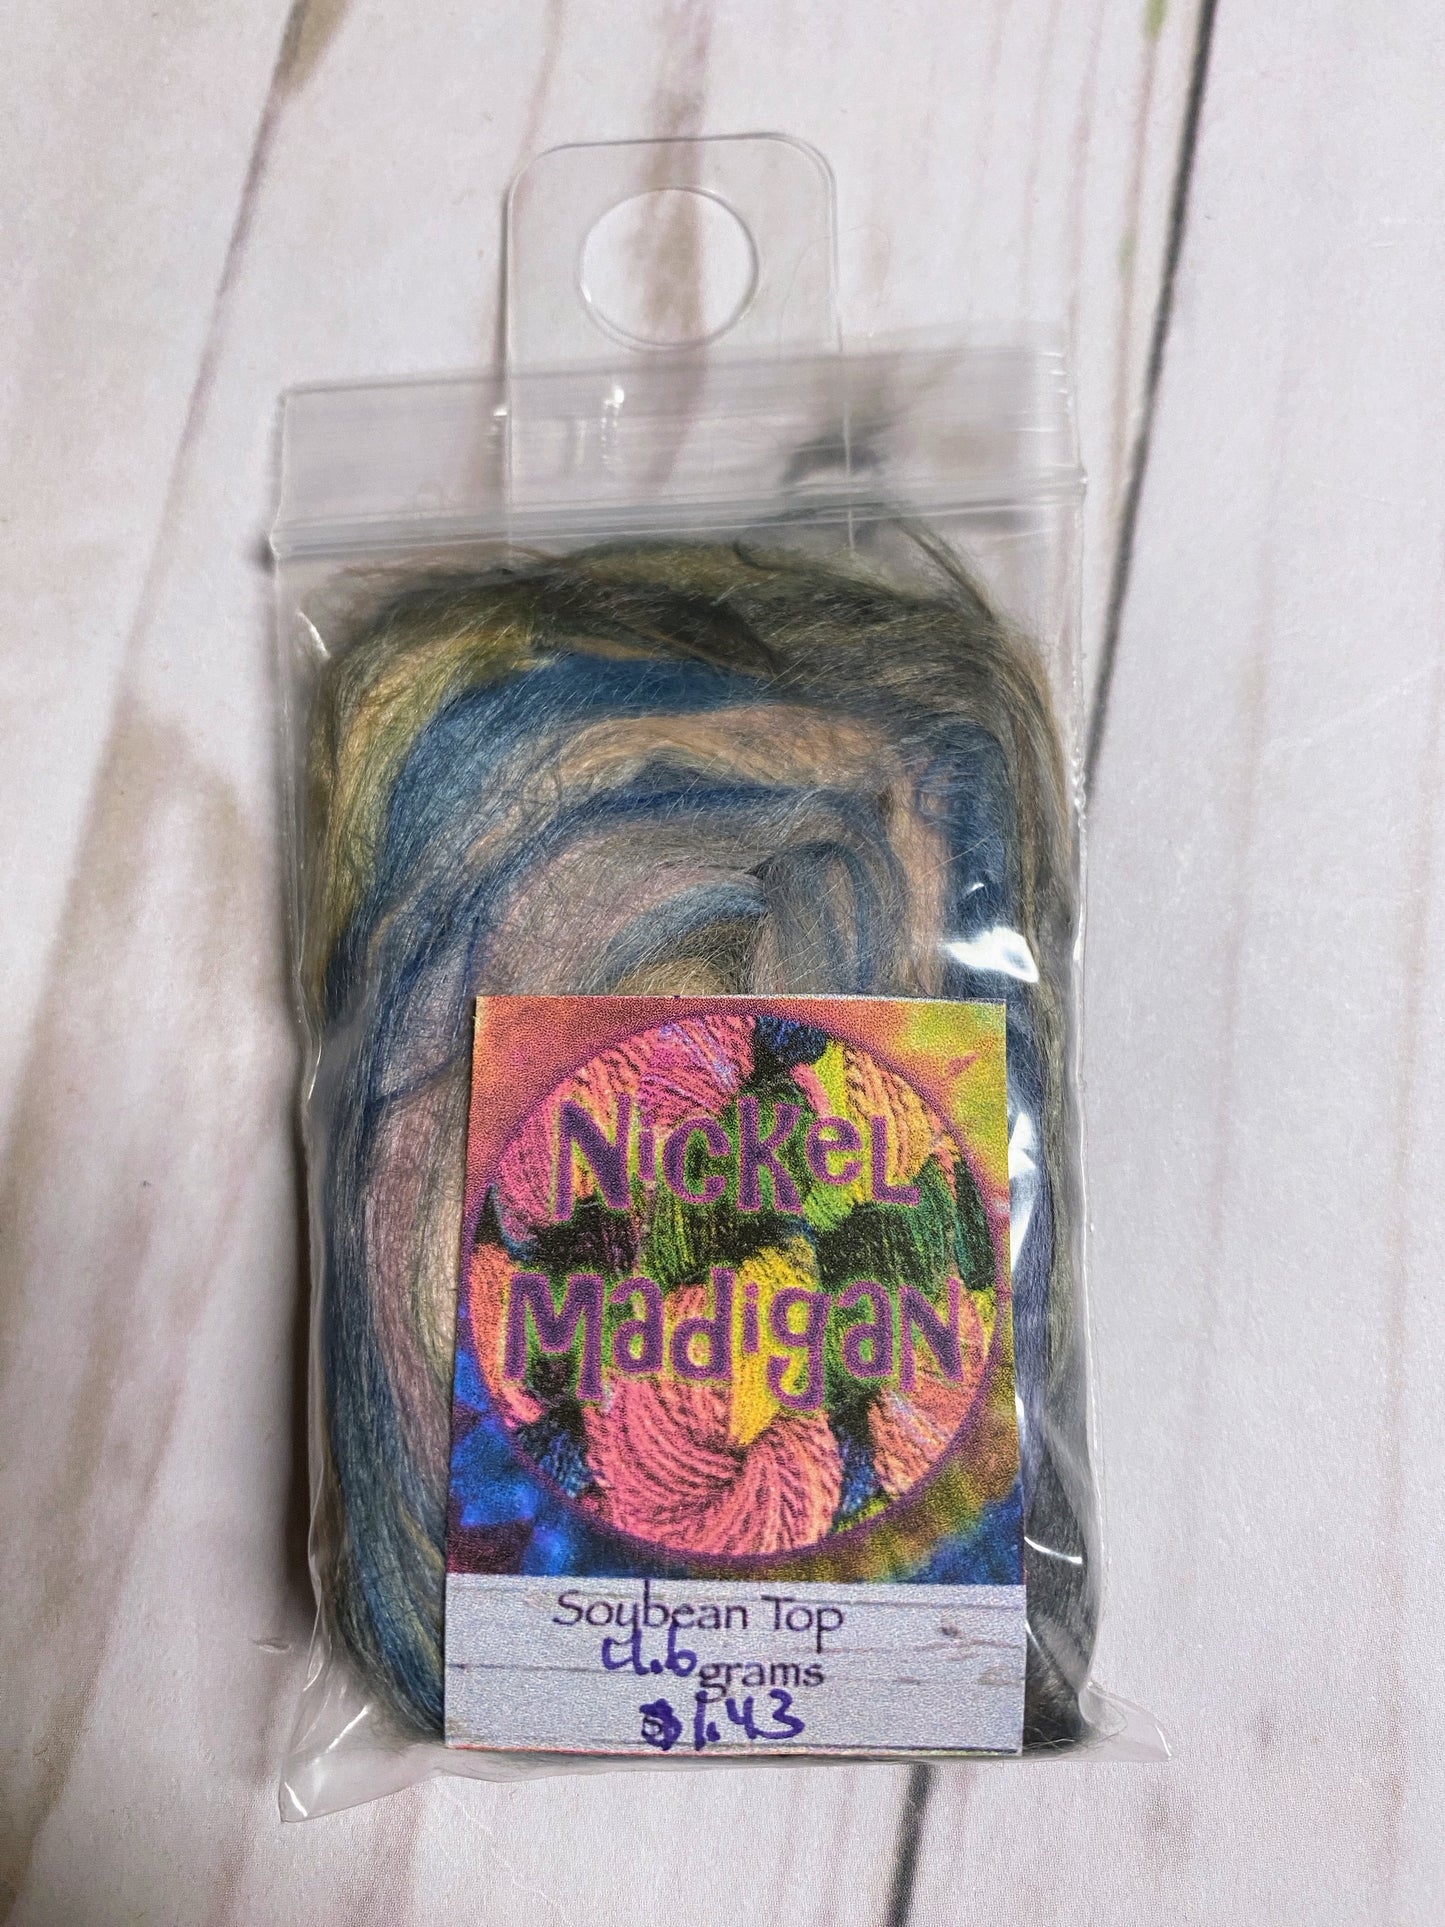 Nickel
Madigan
Soybean Top
4.6 grams
$1.43